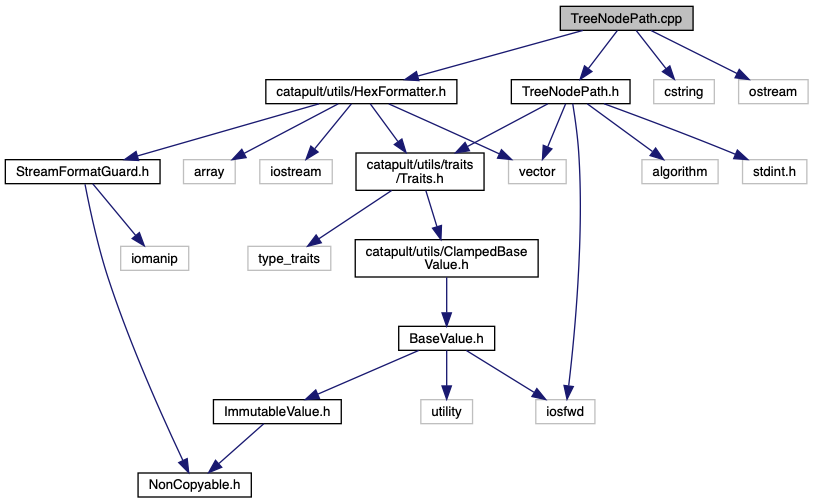 TreeNodePath.cpp
catapult/utils/HexFormatter.h
TreeNodePath.h
cstring
ostream
StreamFormatGuard.h
array
iostream
catapult/utils/traits
/Traits.h
vector
algorithm
stdint.h
iomanip
type_traits
catapult/utils/ClampedBase
Value.h
BaseValue.h
ImmutableValue.h
utility
iosfwd
NonCopyable.h